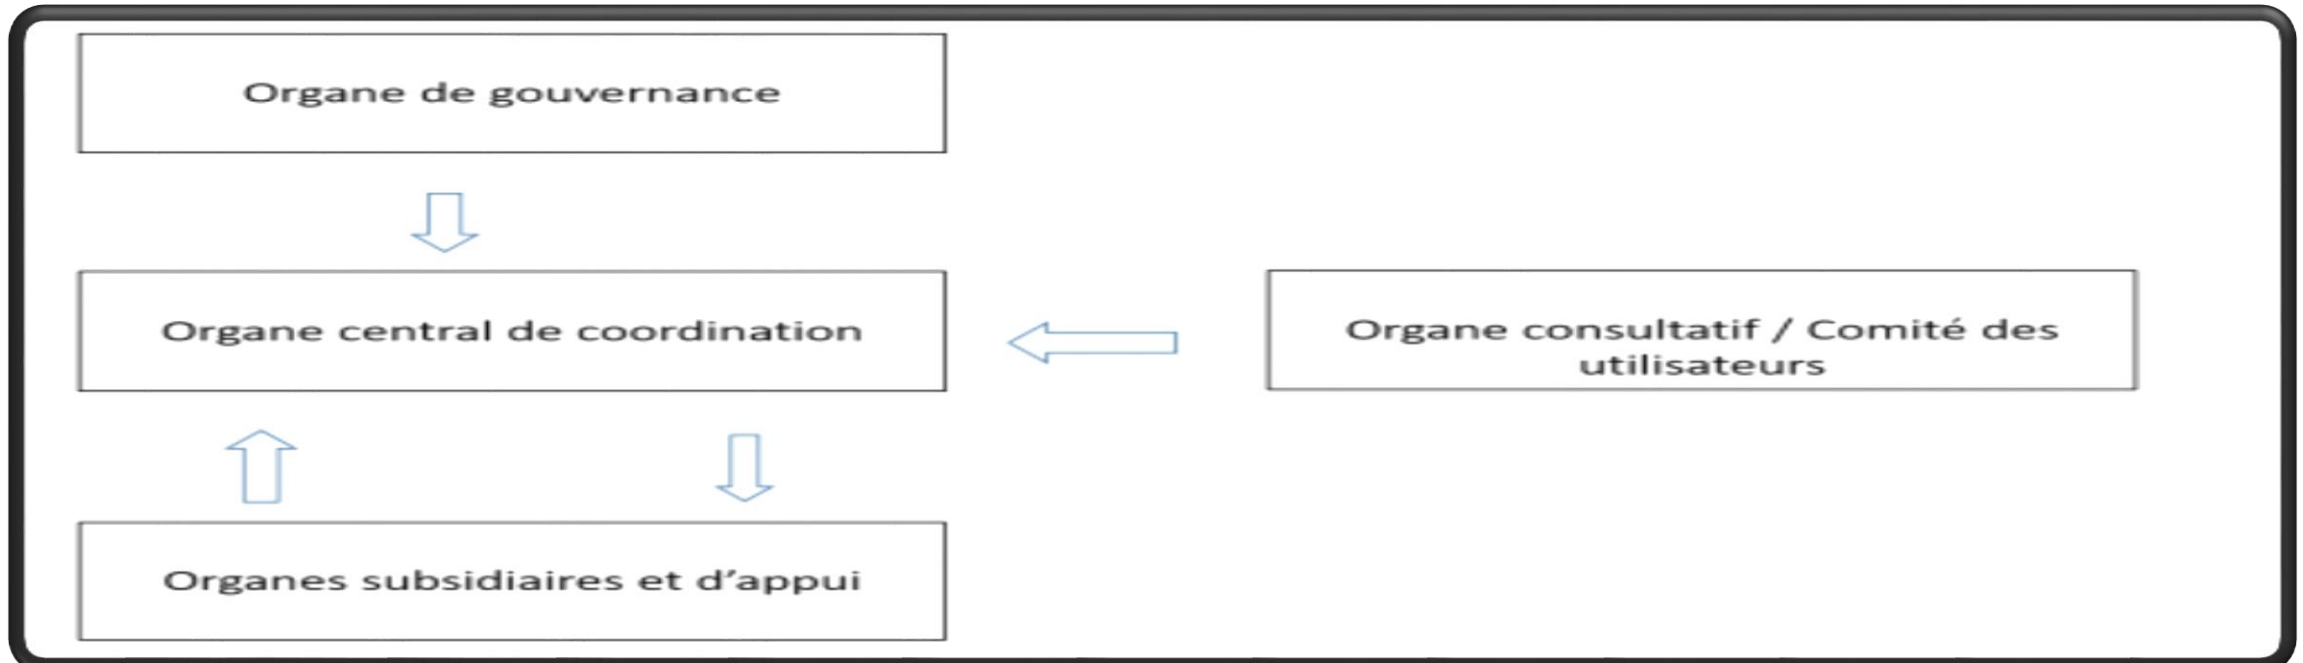 Organe de gouvernance
Organe central de coordination
Organe consultatif / Comité des
utilisateurs
Organes subsidiaires et d’appui